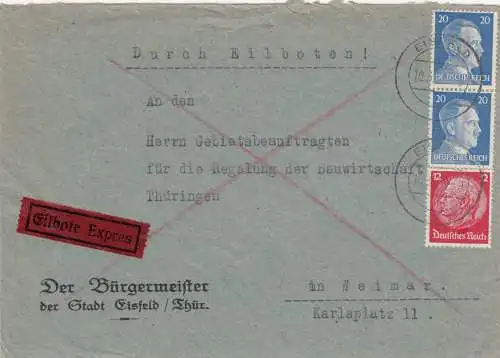 Durch Eilboten!
20 20
DEUTSCHES REICH
20 20
DEUTSCHES REICH
12 12
Deutsches Reich
An den
Herrn Gebietsbeauftragten
für die Regelung der Bauwirtschaft
Thüringen
Eilbote Expres
Der Bürgermeister
der Stadt Eisfeld / Thür.
in Weimar.
Karlsplatz 11.